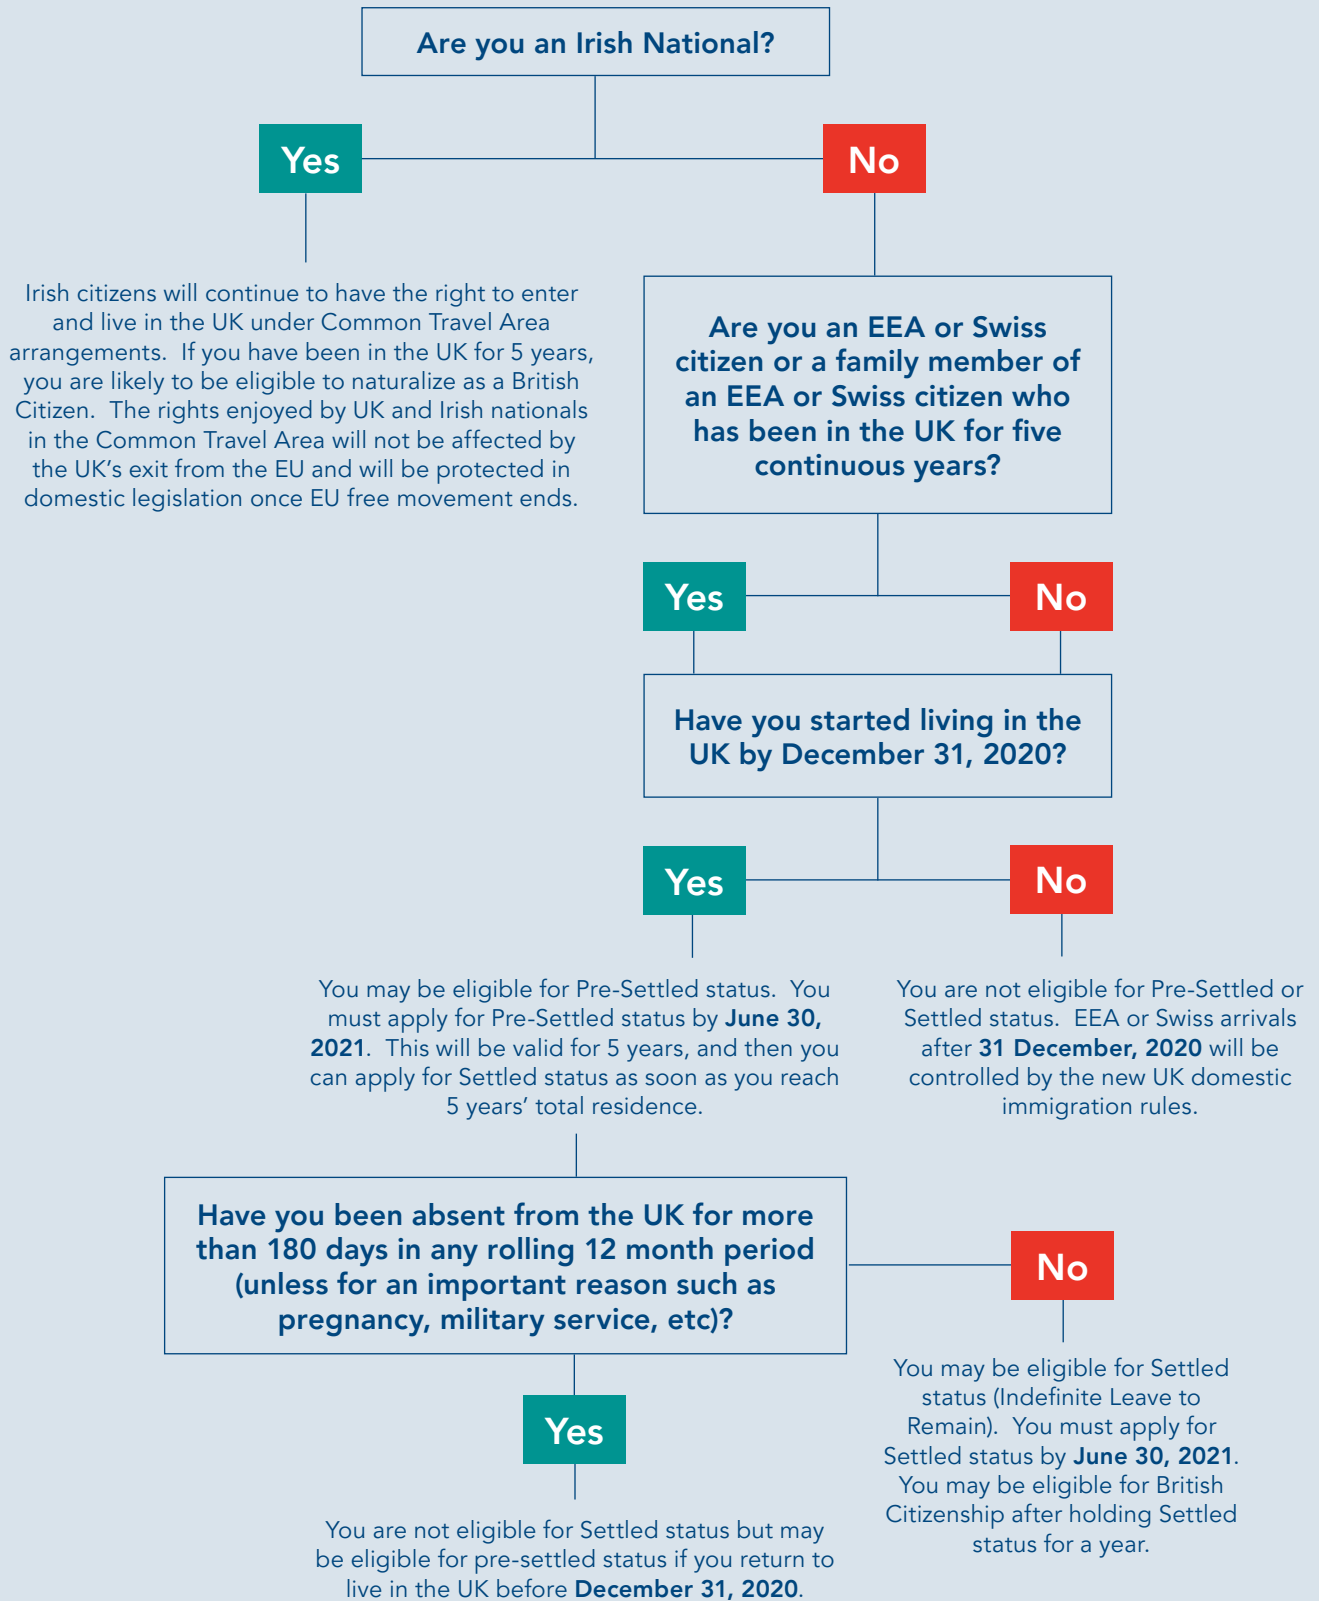 Are you an Irish National?
Yes
No
Irish citizens will continue to have the right to enter
and live in the UK under Common Travel Area
arrangements.  If you have been in the UK for 5 years,
you are likely to be eligible to naturalize as a British
Citizen.  The rights enjoyed by UK and Irish nationals
in the Common Travel Area will not be affected by
the UK’s exit from the EU and will be protected in
domestic legislation once EU free movement ends.
Are you an EEA or Swiss
citizen or a family member of
an EEA or Swiss citizen who
has been in the UK for five
continuous years?
Yes
No
Have you started living in the
UK by December 31, 2020?
Yes
No
You may be eligible for Pre-Settled status.  You
must apply for Pre-Settled status by June 30,
2021.  This will be valid for 5 years, and then you
can apply for Settled status as soon as you reach
5 years’ total residence.
You are not eligible for Pre-Settled or
Settled status.  EEA or Swiss arrivals
after 31 December, 2020 will be
controlled by the new UK domestic
immigration rules.
Have you been absent from the UK for more
than 180 days in any rolling 12 month period
(unless for an important reason such as
pregnancy, military service, etc)?
No
Yes
You may be eligible for Settled
status (Indefinite Leave to
Remain).  You must apply for
Settled status by June 30, 2021.
You may be eligible for British
Citizenship after holding Settled
status for a year.
You are not eligible for Settled status but may
be eligible for pre-settled status if you return to
live in the UK before December 31, 2020.